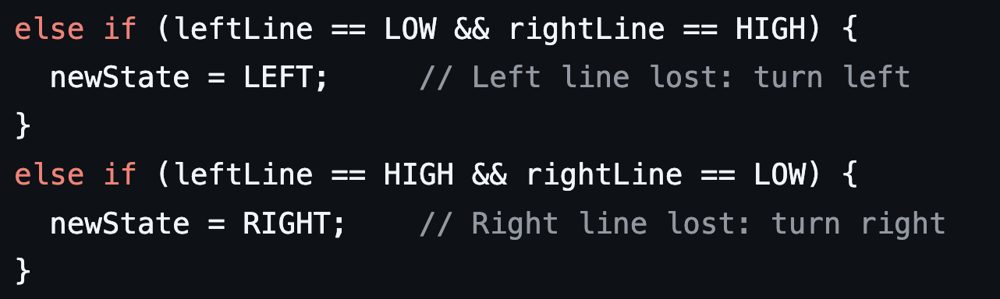 else if (leftLine == LOW && rightLine == HIGH) {
  newState = LEFT;     // Left line lost: turn left
}
else if (leftLine == HIGH && rightLine == LOW) {
  newState = RIGHT;    // Right line lost: turn right
}